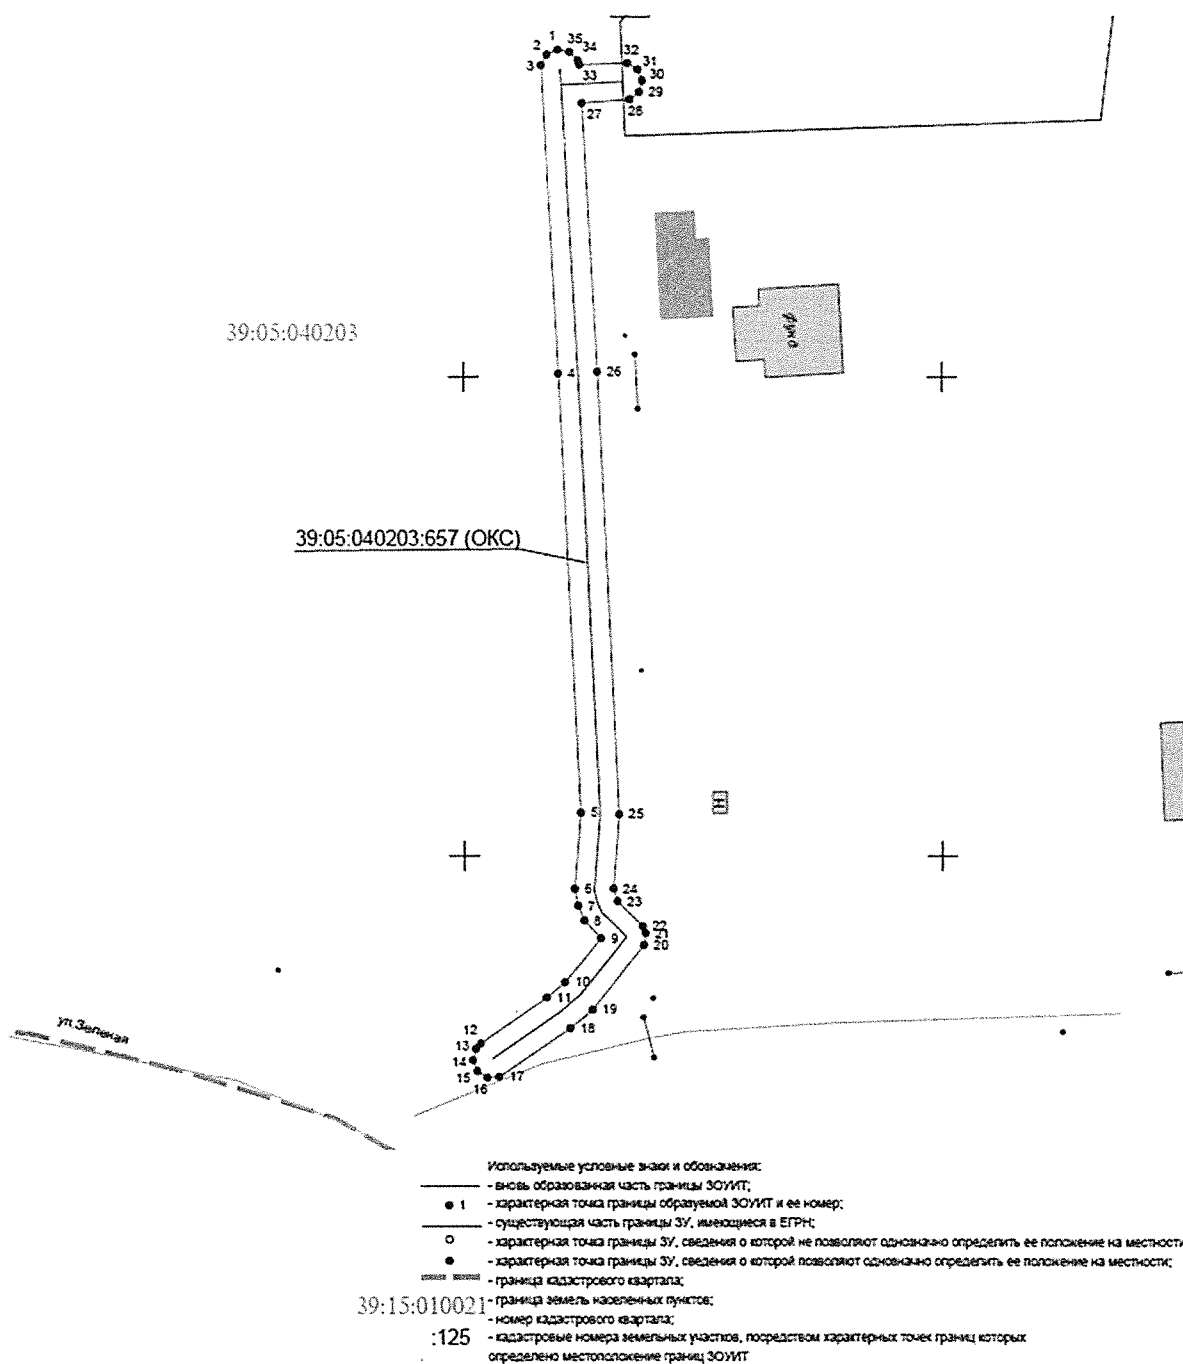 1
2
35
34
3
32
31
33
30
29
28
27
39:05:040203
4
26
фунд
39:05:040203:657 (ОКС)
5
25
Н
6
24
7
23
8
22
21
9
20
10
11
19
18
ул.Зеленая
12
13
14
15
17
16
Используемые условные знаки и обозначения:
- вновь образованная часть границы ЗОУИТ;
1 - характерная точка границы образуемой ЗОУИТ и ее номер;
- существующая часть границы ЗУ, имеющиеся в ЕГРН;
- характерная точка границы ЗУ, сведения о которой не позволяют однозначно определить ее положение на местности
- характерная точка границы ЗУ, сведения о которой позволяют однозначно определить ее положение на местности;
- граница кадастрового квартала;
- граница земель населенных пунктов;
39:15:010021 - номер кадастрового квартала;
:125 - кадастровые номера земельных участков, посредством характерных точек границ которых
определено местоположение границ ЗОУИТ